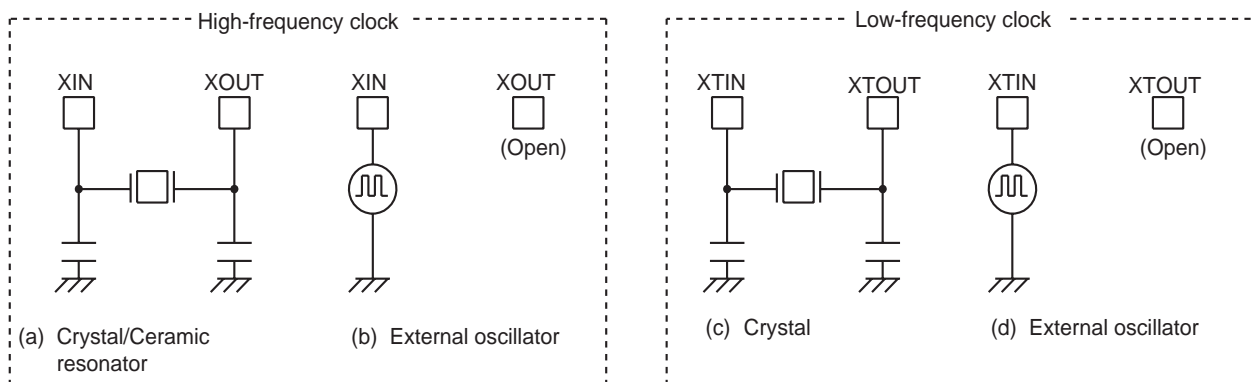 High-frequency clock
XIN
XOUT
XIN
XOUT
(Open)
(a) Crystal/Ceramic
resonator
(b) External oscillator
Low-frequency clock
XTIN
XTOUT
XTIN
XTOUT
(Open)
(c) Crystal
(d) External oscillator